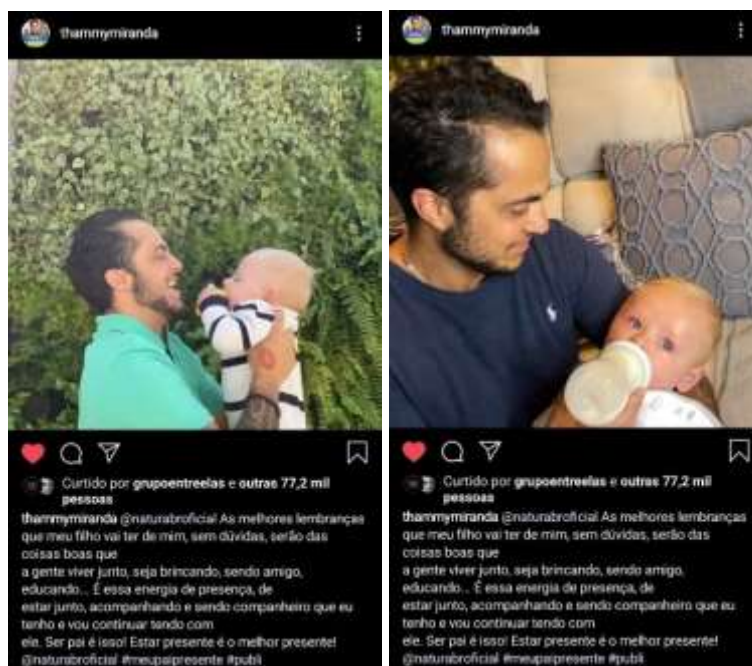 thammymiranda
Curtido por grupoentreelas e outras 77,2 mil
pessoas
thammymiranda @naturabroficial As melhores lembranças
que meu filho vai ter de mim, sem dúvidas, serão das
coisas boas que
a gente viver junto, seja brincando, sendo amigo,
educando... É essa energia de presença, de
estar junto, acompanhando e sendo companheiro que eu
tenho e vou continuar tendo com
ele. Ser pai é isso! Estar presente é o melhor presente!
@naturabroficial #meupaipresente #publi
thammymiranda
Curtido por grupoentreelas e outras 77,2 mil
pessoas
thammymiranda @naturabroficial As melhores lembranças
que meu filho vai ter de mim, sem dúvidas, serão das
coisas boas que
a gente viver junto, seja brincando, sendo amigo,
educando... É essa energia de presença, de
estar junto, acompanhando e sendo companheiro que eu
tenho e vou continuar tendo com
ele. Ser pai é isso! Estar presente é o melhor presente!
@naturabroficial #meupaipresente #publi